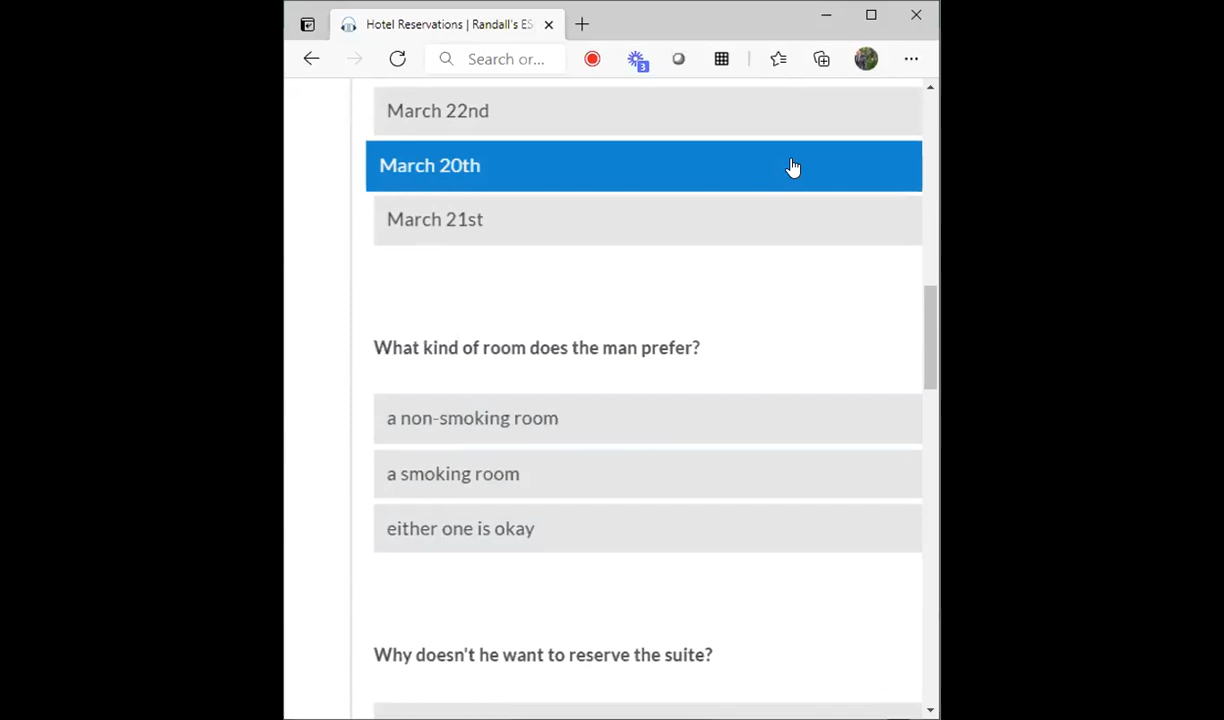 Hotel Reservations | Randall's ES
Search or...
3
March 22nd
March 20th
March 21st
What kind of room does the man prefer?
a non-smoking room
a smoking room
either one is okay
Why doesn't he want to reserve the suite?